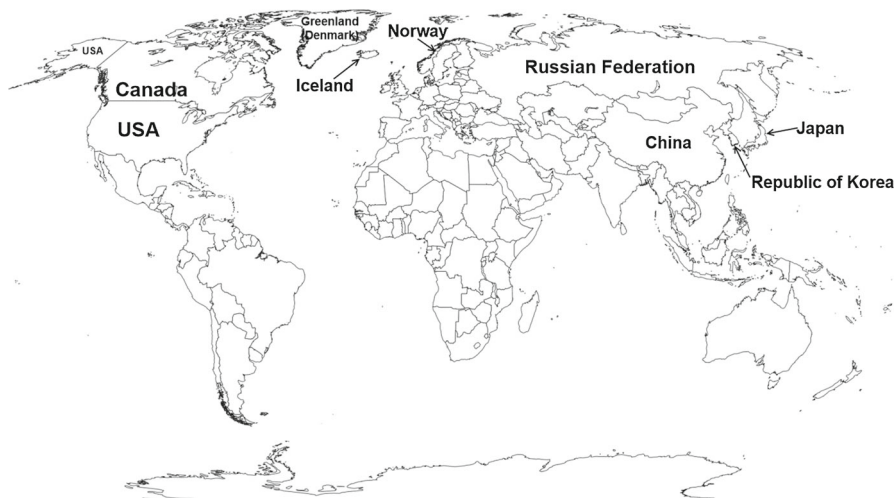 Greenland
(Denmark)
USA
Norway
Iceland
Canada
USA
Russian Federation
China
Japan
Republic of Korea